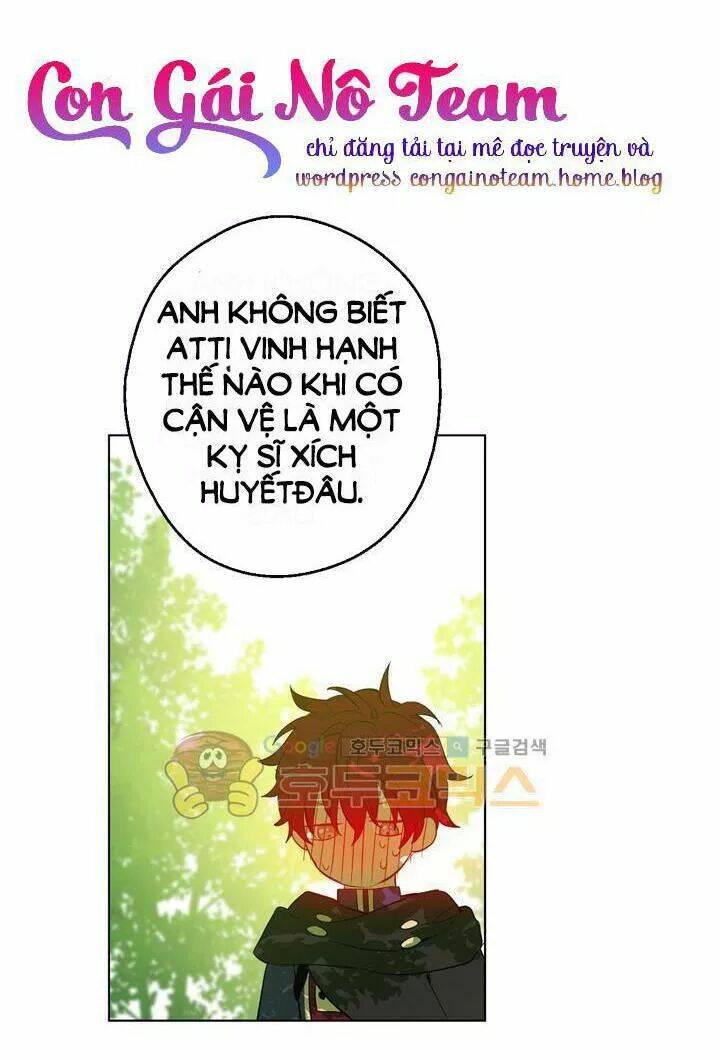 Con Gái Nô Team
chỉ đăng tải tại mê đọc truyện và
wordpress congainoteam.home.blog
ANH KHÔNG BIẾT
ATTỊ VINH HẠNH
THẾ NÀO KHI CÓ
CẬN VỆ LÀ MỘT
KỴ SĨ XÍCH
HUYẾTĐÂU.
Google 호두코믹스 구글검색
호두코믹스